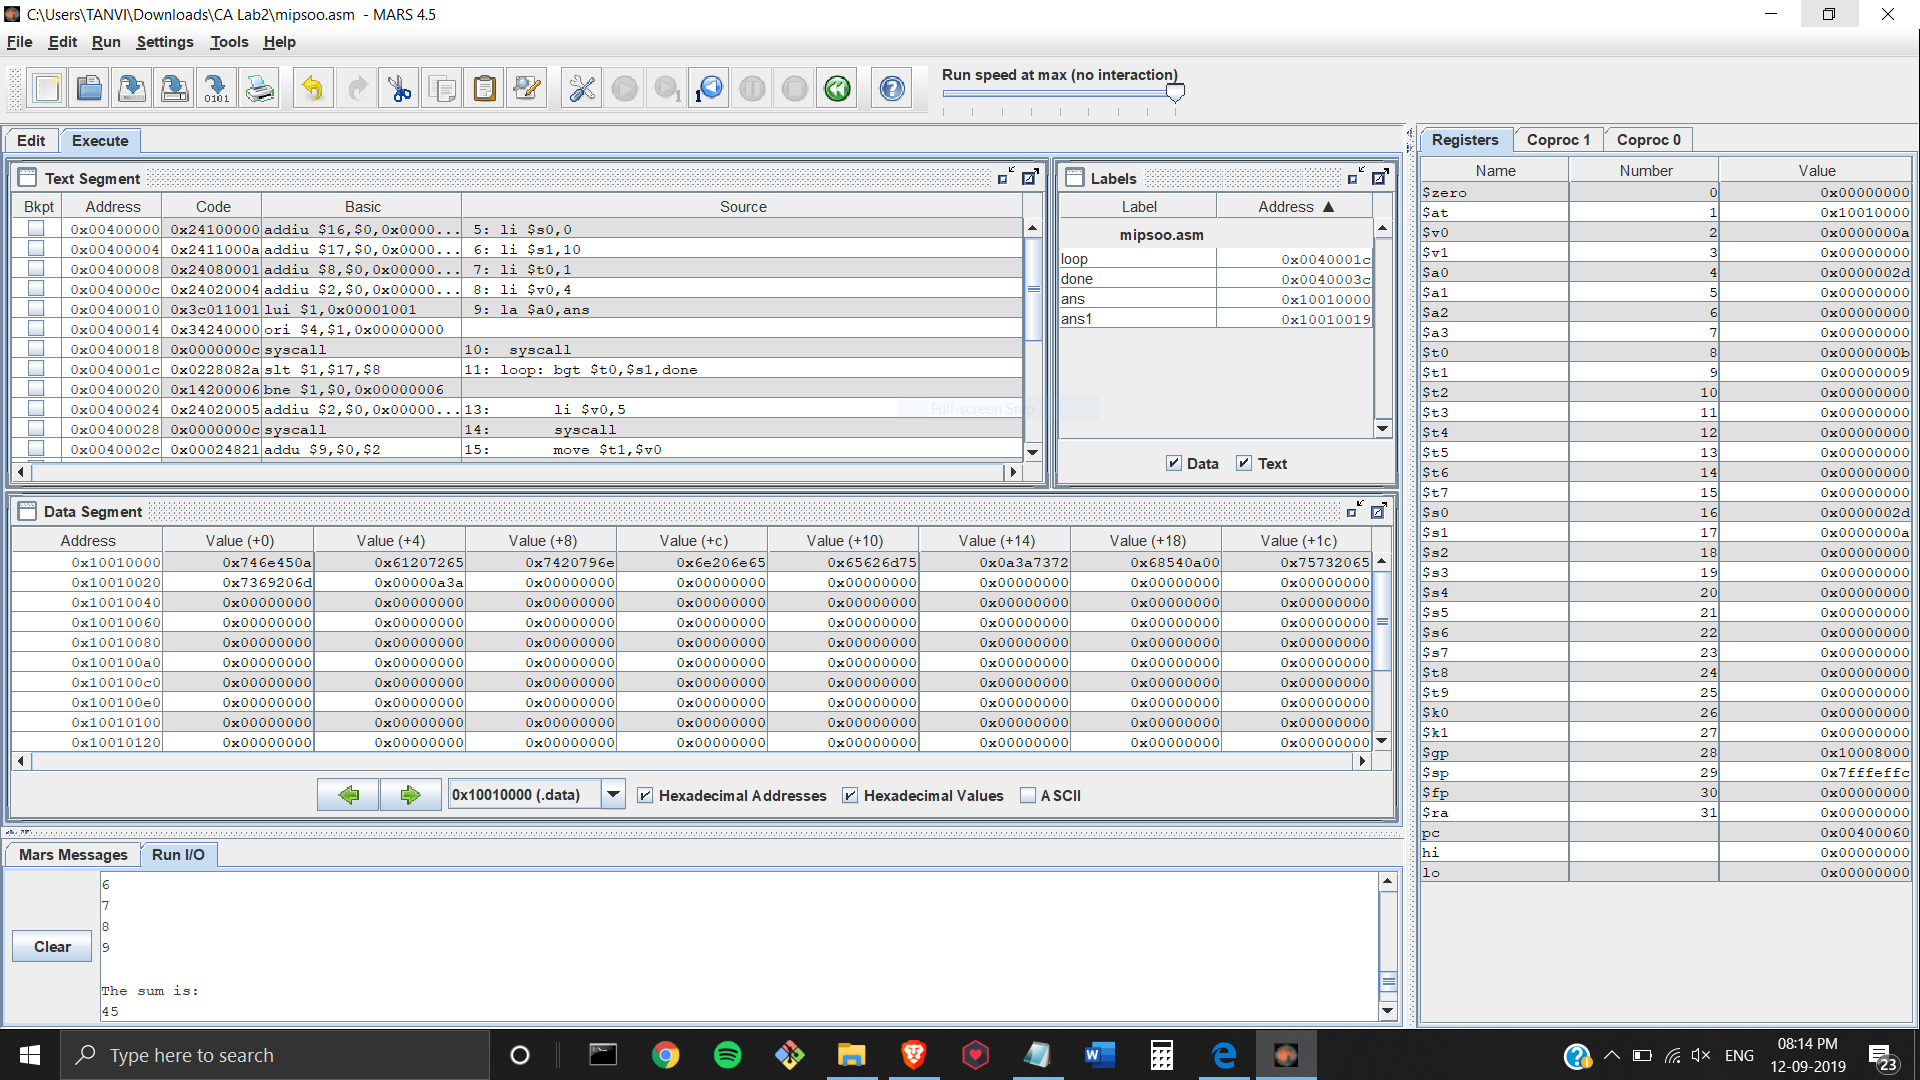 C:\Users\TANVI\Downloads\CA Lab2\mipsoo.asm - MARS 4.5
File Edit Run Settings Tools Help
Run speed at max (no interaction)
Edit Execute
Text Segment
Bkpt Address Code Basic Source
0x00400000 0x24100000 addiu $16,$0,0x0000... 5: li $s0,0
0x00400004 0x2411000a addiu $17,$0,0x0000... 6: li $s1,10
0x00400008 0x24080001 addiu $8,$0,0x00000... 7: li $t0,1
0x0040000c 0x24020004 addiu $2,$0,0x00000... 8: li $v0,4
0x00400010 0x3c011001 lui $1,0x00001001 9: la $a0,ans
0x00400014 0x34240000 ori $4,$1,0x00000000
0x00400018 0x0000000c syscall 10: syscall
0x0040001c 0x0228082a slt $1,$17,$8 11: loop: bgt $t0,$s1,done
0x00400020 0x14200006 bne $1,$0,0x00000006
0x00400024 0x24020005 addiu $2,$0,0x00000... 13: li $v0,5
0x00400028 0x0000000c syscall 14: syscall
0x0040002c 0x00024821 addu $9,$0,$2 15: move $t1,$v0
Labels
Label Address ▲
mipsoo.asm
loop 0x0040001c
done 0x0040003c
ans 0x10010000
ans1 0x10010019
Full-screen Snip
Data Text
Data Segment
Address Value (+0) Value (+4) Value (+8) Value (+c) Value (+10) Value (+14) Value (+18) Value (+1c)
0x10010000 0x746e450a 0x61207265 0x7420796e 0x6e206e65 0x65626d75 0x0a3a7372 0x68540a00 0x75732065
0x10010020 0x7369206d 0x00000a3a 0x00000000 0x00000000 0x00000000 0x00000000 0x00000000 0x00000000
0x10010040 0x00000000 0x00000000 0x00000000 0x00000000 0x00000000 0x00000000 0x00000000 0x00000000
0x10010060 0x00000000 0x00000000 0x00000000 0x00000000 0x00000000 0x00000000 0x00000000 0x00000000
0x10010080 0x00000000 0x00000000 0x00000000 0x00000000 0x00000000 0x00000000 0x00000000 0x00000000
0x100100a0 0x00000000 0x00000000 0x00000000 0x00000000 0x00000000 0x00000000 0x00000000 0x00000000
0x100100c0 0x00000000 0x00000000 0x00000000 0x00000000 0x00000000 0x00000000 0x00000000 0x00000000
0x100100e0 0x00000000 0x00000000 0x00000000 0x00000000 0x00000000 0x00000000 0x00000000 0x00000000
0x10010100 0x00000000 0x00000000 0x00000000 0x00000000 0x00000000 0x00000000 0x00000000 0x00000000
0x10010120 0x00000000 0x00000000 0x00000000 0x00000000 0x00000000 0x00000000 0x00000000 0x00000000
0x10010000 (.data) Hexadecimal Addresses Hexadecimal Values ASCII
Mars Messages Run I/O
Clear
6
7
8
9
The sum is:
45
Registers Coproc 1 Coproc 0
Name Number Value
$zero 0 0x00000000
$at 1 0x10010000
$v0 2 0x0000000a
$v1 3 0x00000000
$a0 4 0x0000002d
$a1 5 0x00000000
$a2 6 0x00000000
$a3 7 0x00000000
$t0 8 0x0000000b
$t1 9 0x00000009
$t2 10 0x00000000
$t3 11 0x00000000
$t4 12 0x00000000
$t5 13 0x00000000
$t6 14 0x00000000
$t7 15 0x00000000
$s0 16 0x0000002d
$s1 17 0x0000000a
$s2 18 0x00000000
$s3 19 0x00000000
$s4 20 0x00000000
$s5 21 0x00000000
$s6 22 0x00000000
$s7 23 0x00000000
$t8 24 0x00000000
$t9 25 0x00000000
$k0 26 0x00000000
$k1 27 0x00000000
$gp 28 0x10008000
$sp 29 0x7fffeffc
$fp 30 0x00000000
$ra 31 0x00000000
pc 0x00400060
hi 0x00000000
lo 0x00000000
Type here to search
ENG
08:14 PM
12-09-2019
23